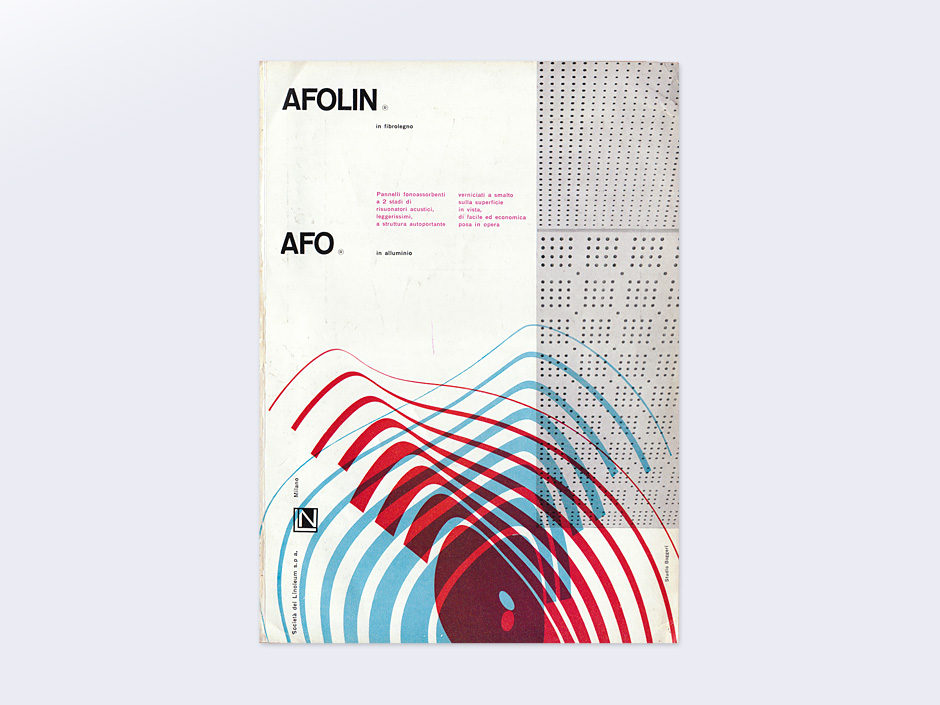 AFOLIN ®
in fibrolegno
Pannelli fonoassorbenti
a 2 stadi di
risuonatori acustici,
leggerissimi,
a struttura autoportante
verniciati a smalto
sulla superficie
in vista,
di facile ed economica
posa in opera
AFO ®
in alluminio
Milano
LN
Società del Linoleum s.p.a.
Studio Boggeri